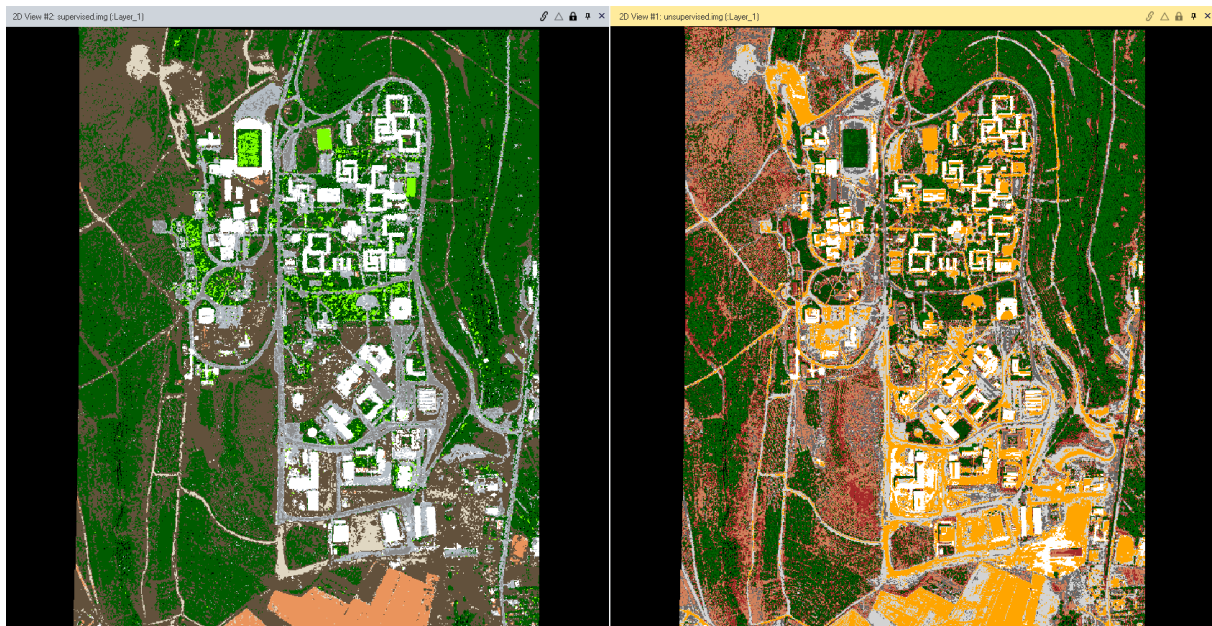 2D View #2: supervised.img (:Layer_1)
2D View #1: unsupervised.img (:Layer_1)